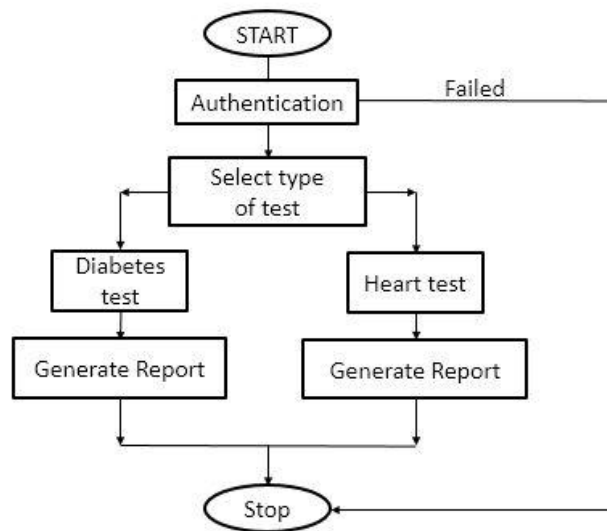 START
Authentication
Failed
Select type
of test
Diabetes
test
Heart test
Generate Report
Generate Report
Stop